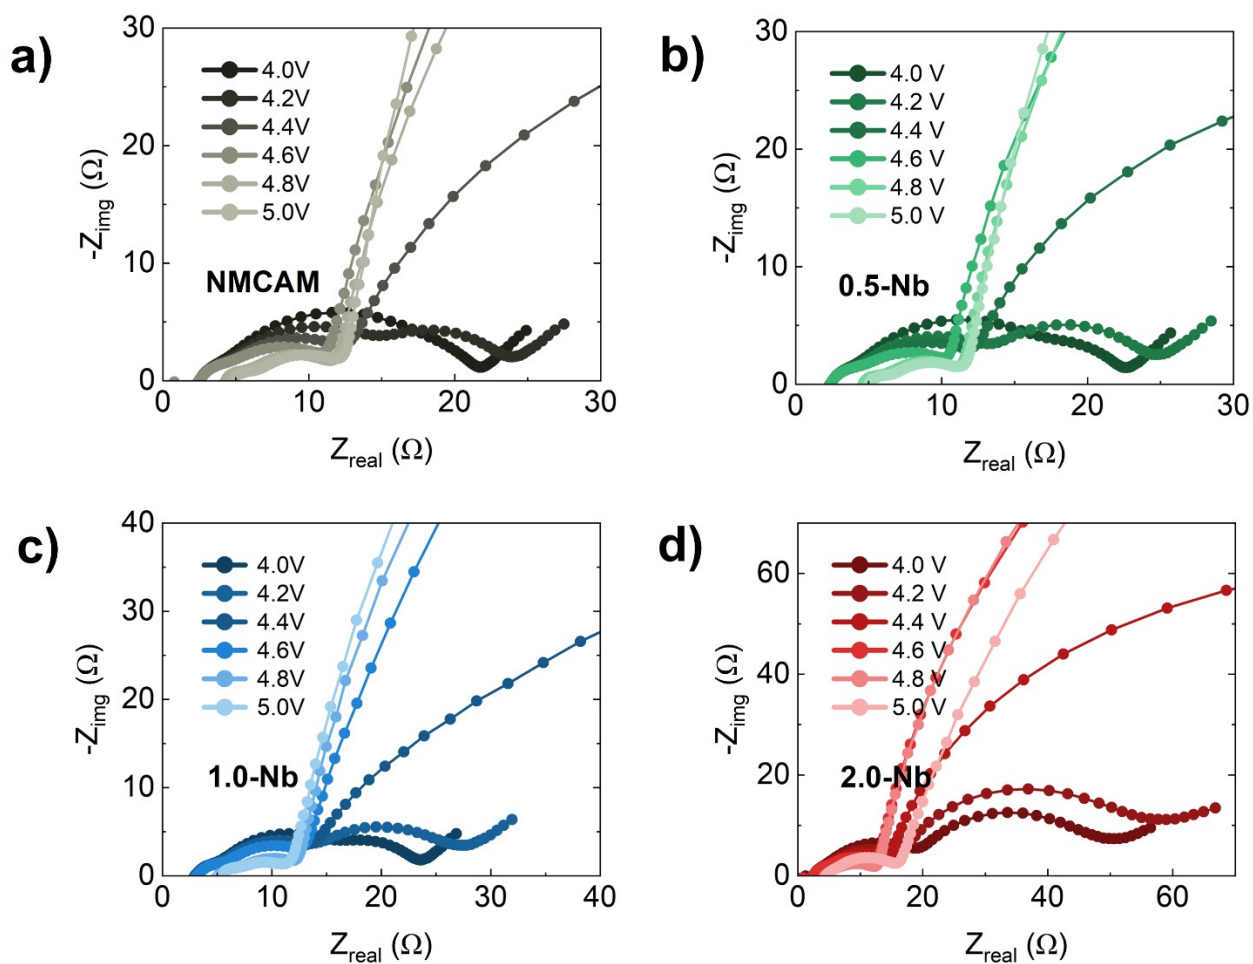 a)
30
20
10
0
-Zimg (Ω)
4.0V
4.2V
4.4V
4.6V
4.8V
5.0V
NMCAM
0 10 20 30
Zreal (Ω)
b)
30
20
10
0
-Zimg (Ω)
4.0 V
4.2 V
4.4 V
4.6 V
4.8 V
5.0 V
0.5-Nb
0 10 20 30
Zreal (Ω)
c)
40
30
20
10
0
-Zimg (Ω)
4.0V
4.2V
4.4V
4.6V
4.8V
5.0V
1.0-Nb
0 10 20 30 40
Zreal (Ω)
d)
60
40
20
0
-Zimg (Ω)
4.0 V
4.2 V
4.4 V
4.6 V
4.8 V
5.0 V
2.0-Nb
0 20 40 60
Zreal (Ω)